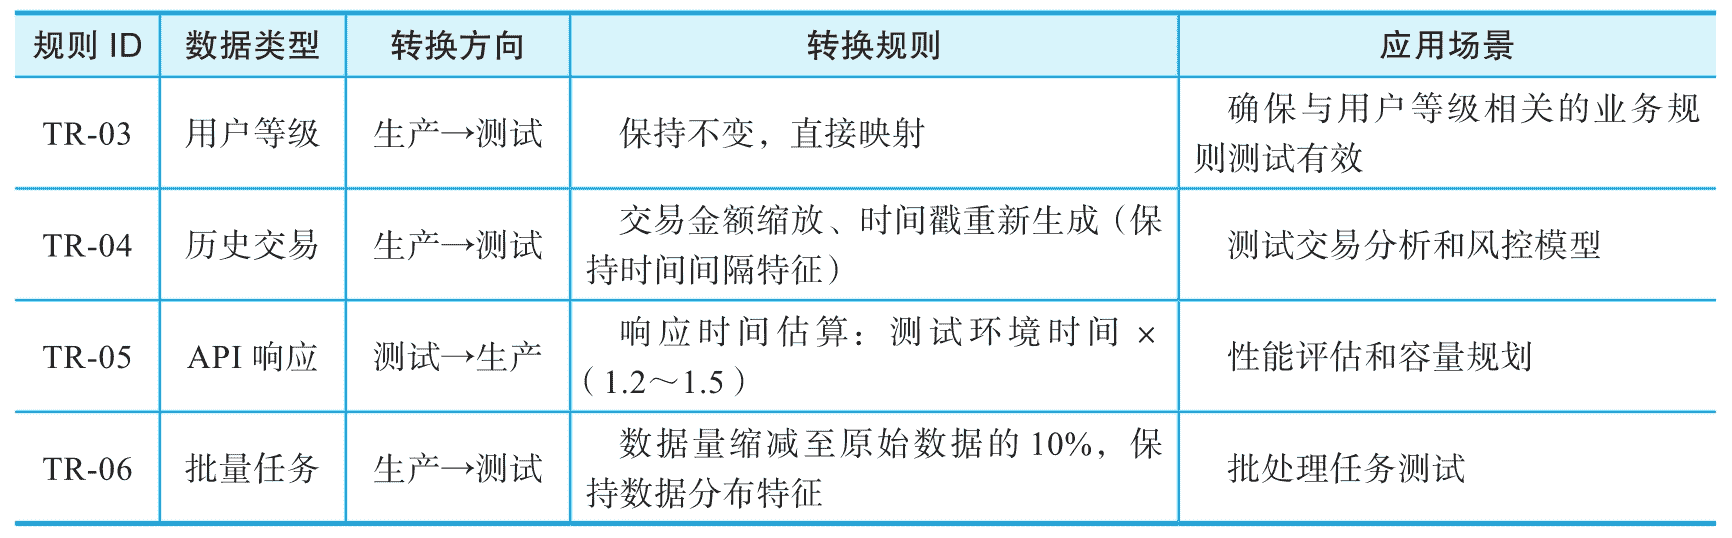 规则 ID 数据类型 转换方向 转换规则 应用场景
TR-03 用户等级 生产→测试 保持不变，直接映射 确保与用户等级相关的业务规
则测试有效
TR-04 历史交易 生产→测试 交易金额缩放、时间戳重新生成（保
持时间间隔特征） 测试交易分析和风控模型
TR-05 API 响应 测试→生产 响应时间估算：测试环境时间 ×
（1.2～1.5） 性能评估和容量规划
TR-06 批量任务 生产→测试 数据量缩减至原始数据的 10%，保
持数据分布特征 批处理任务测试